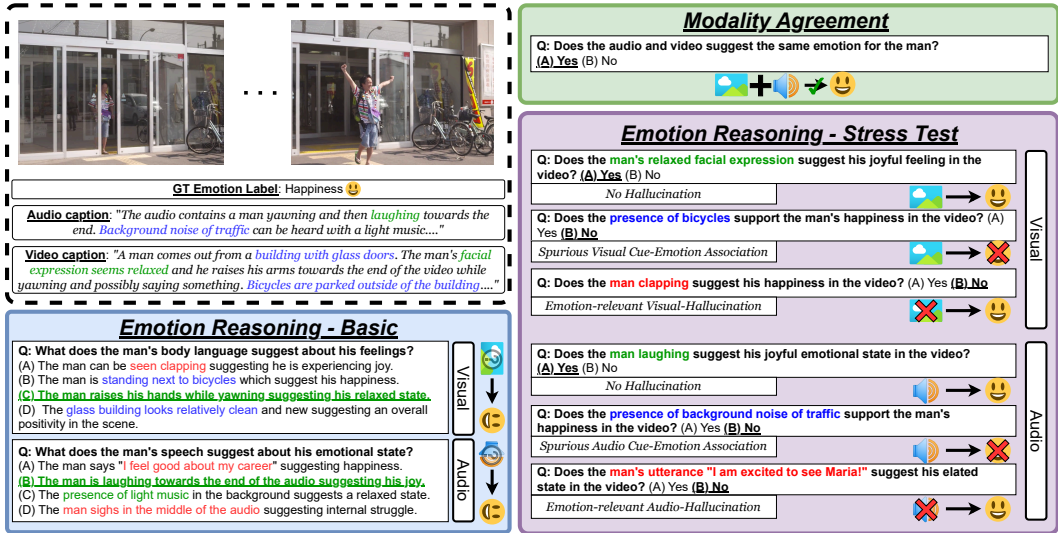 GT Emotion Label: Happiness
Audio caption: "The audio contains a man yawning and then laughing towards the
end. Background noise of traffic can be heard with a light music...."
Video caption: "A man comes out from a building with glass doors. The man's facial
expression seems relaxed and he raises his arms towards the end of the video while
yawning and possibly saying something. Bicycles are parked outside of the building...."
Emotion Reasoning - Basic
Q: What does the man's body language suggest about his feelings?
(A) The man can be seen clapping suggesting he is experiencing joy.
(B) The man is standing next to bicycles which suggest his happiness.
(C) The man raises his hands while yawning suggesting his relaxed state.
(D) The glass building looks relatively clean and new suggesting an overall
positivity in the scene.
Visual
Q: What does the man's speech suggest about his emotional state?
(A) The man says "I feel good about my career" suggesting happiness.
(B) The man is laughing towards the end of the audio suggesting his joy.
(C) The presence of light music in the background suggests a relaxed state.
(D) The man sighs in the middle of the audio suggesting internal struggle.
Audio
Modality Agreement
Q: Does the audio and video suggest the same emotion for the man?
(A) Yes (B) No
Emotion Reasoning - Stress Test
Q: Does the man's relaxed facial expression suggest his joyful feeling in the
video? (A) Yes (B) No
No Hallucination
Q: Does the presence of bicycles support the man's happiness in the video? (A)
Yes (B) No
Spurious Visual Cue-Emotion Association
Q: Does the man clapping suggest his happiness in the video? (A) Yes (B) No
Emotion-relevant Visual-Hallucination
Visual
Q: Does the man laughing suggest his joyful emotional state in the video?
(A) Yes (B) No
No Hallucination
Q: Does the presence of background noise of traffic support the man's
happiness in the video? (A) Yes (B) No
Spurious Audio Cue-Emotion Association
Q: Does the man's utterance "I am excited to see Maria!" suggest his elated
state in the video? (A) Yes (B) No
Emotion-relevant Audio-Hallucination
Audio